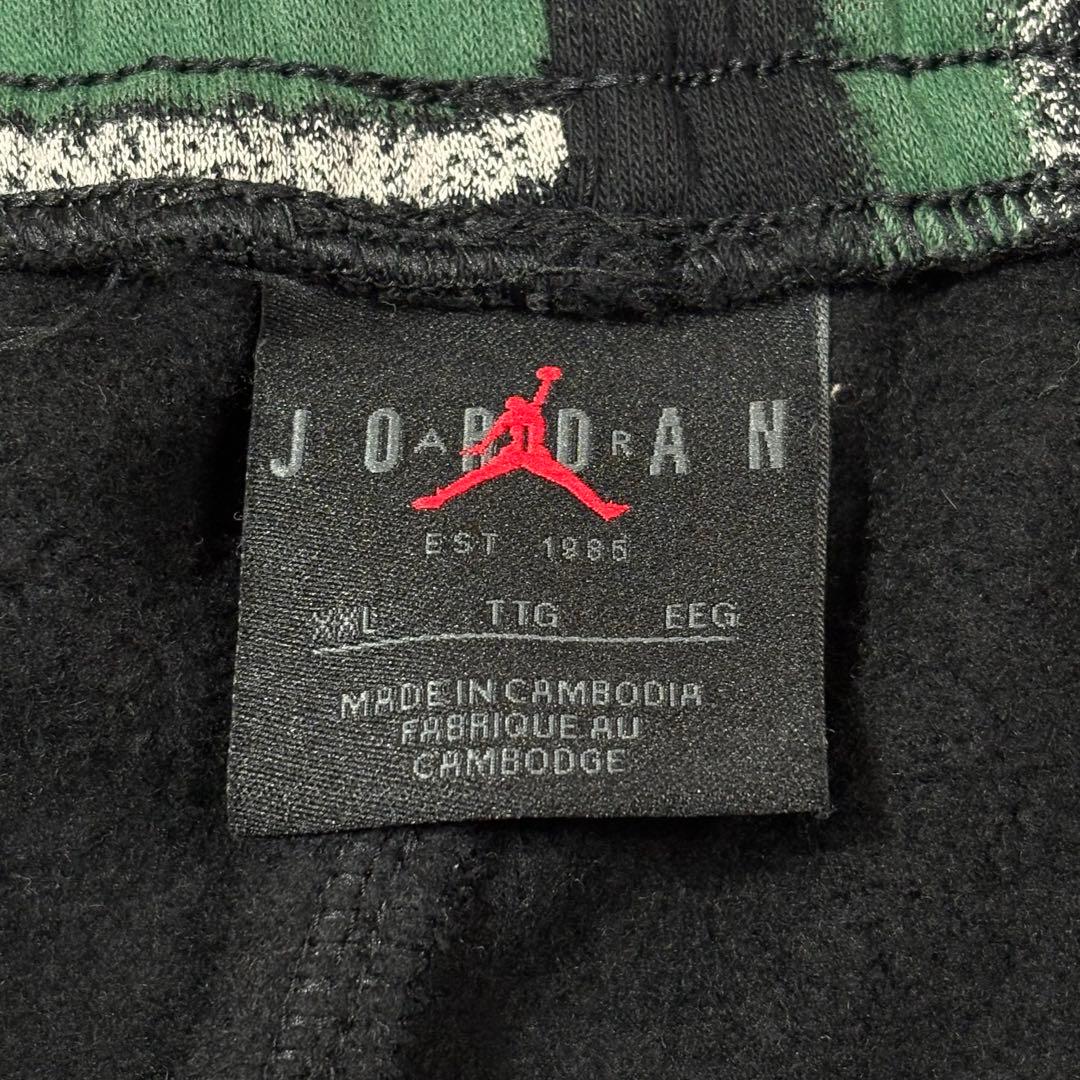 JORDAN
AIR
EST 1985
XXL TTG EEG
MADE IN CAMBODIA
FABRIQUE AU
CAMBODGE